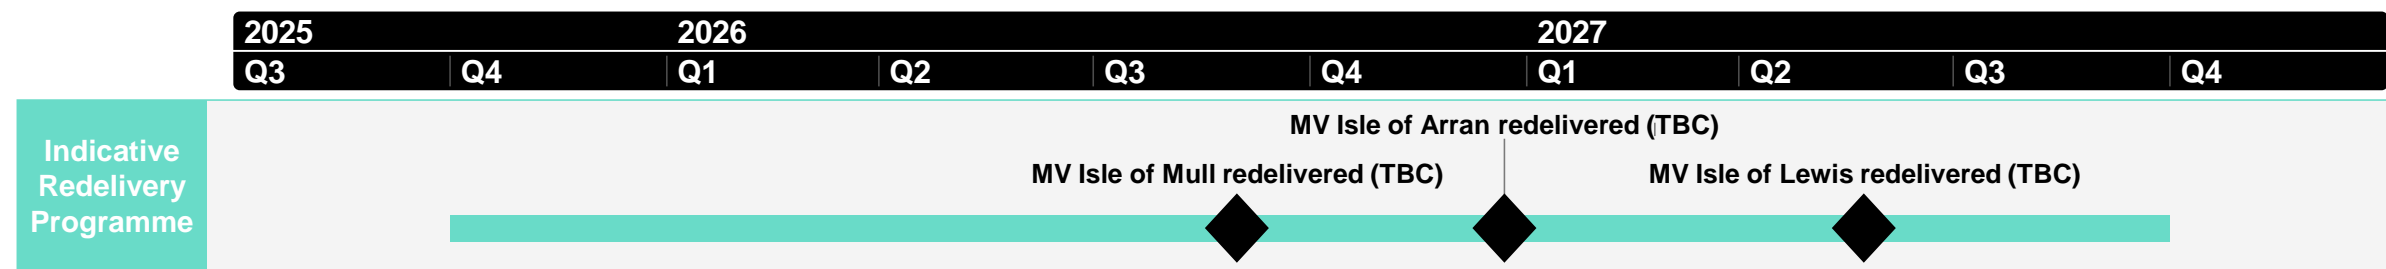 2025 2026 2027
Q3 Q4 Q1 Q2 Q3 Q4 Q1 Q2 Q3 Q4
Indicative
Redelivery
Programme
MV Isle of Arran redelivered (TBC)
MV Isle of Mull redelivered (TBC)
MV Isle of Lewis redelivered (TBC)